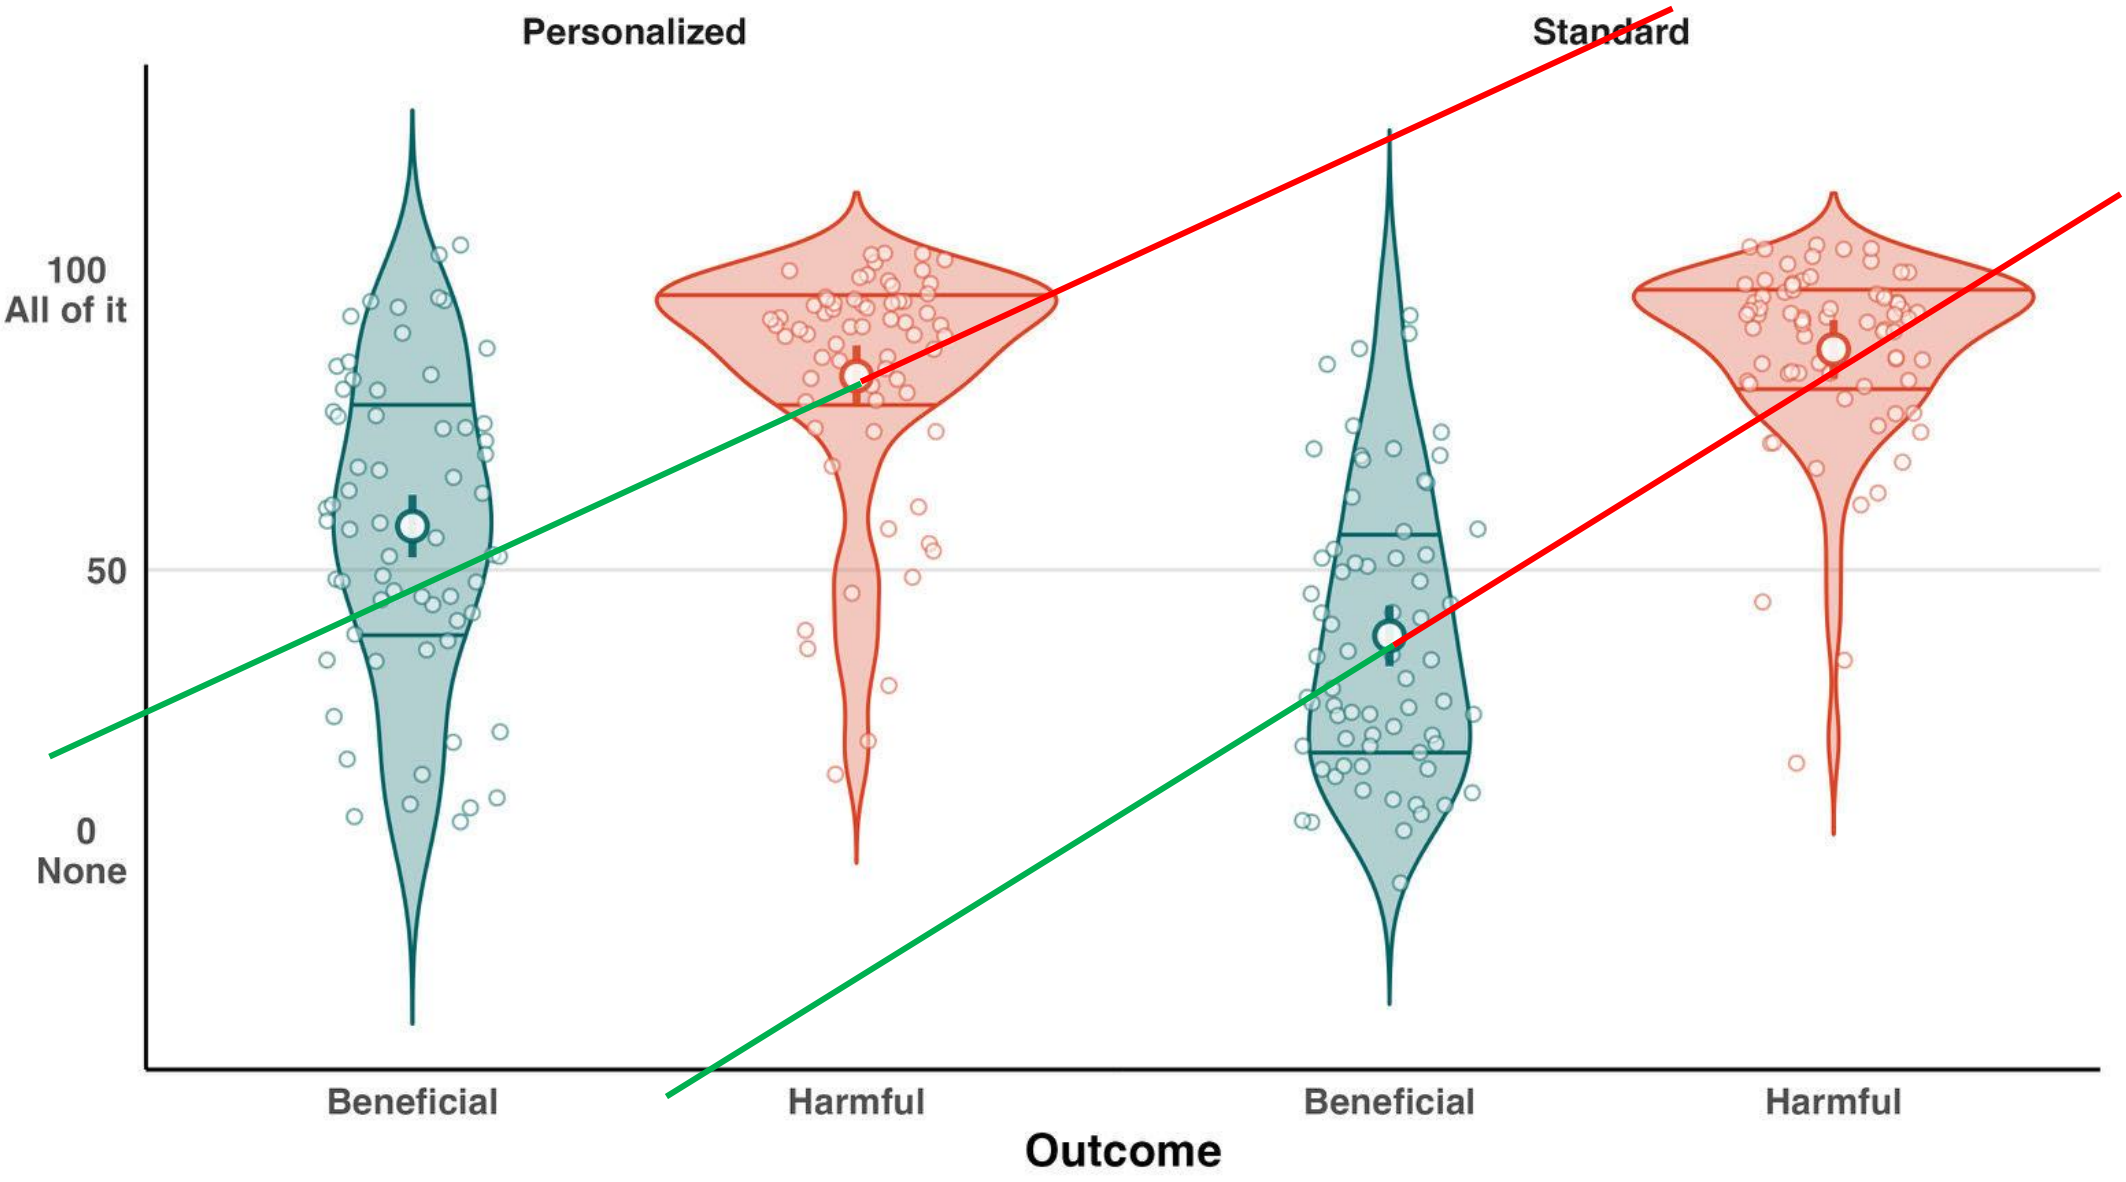 Personalized
Standard
100
All of it
50
0
None
Beneficial
Harmful
Beneficial
Harmful
Outcome